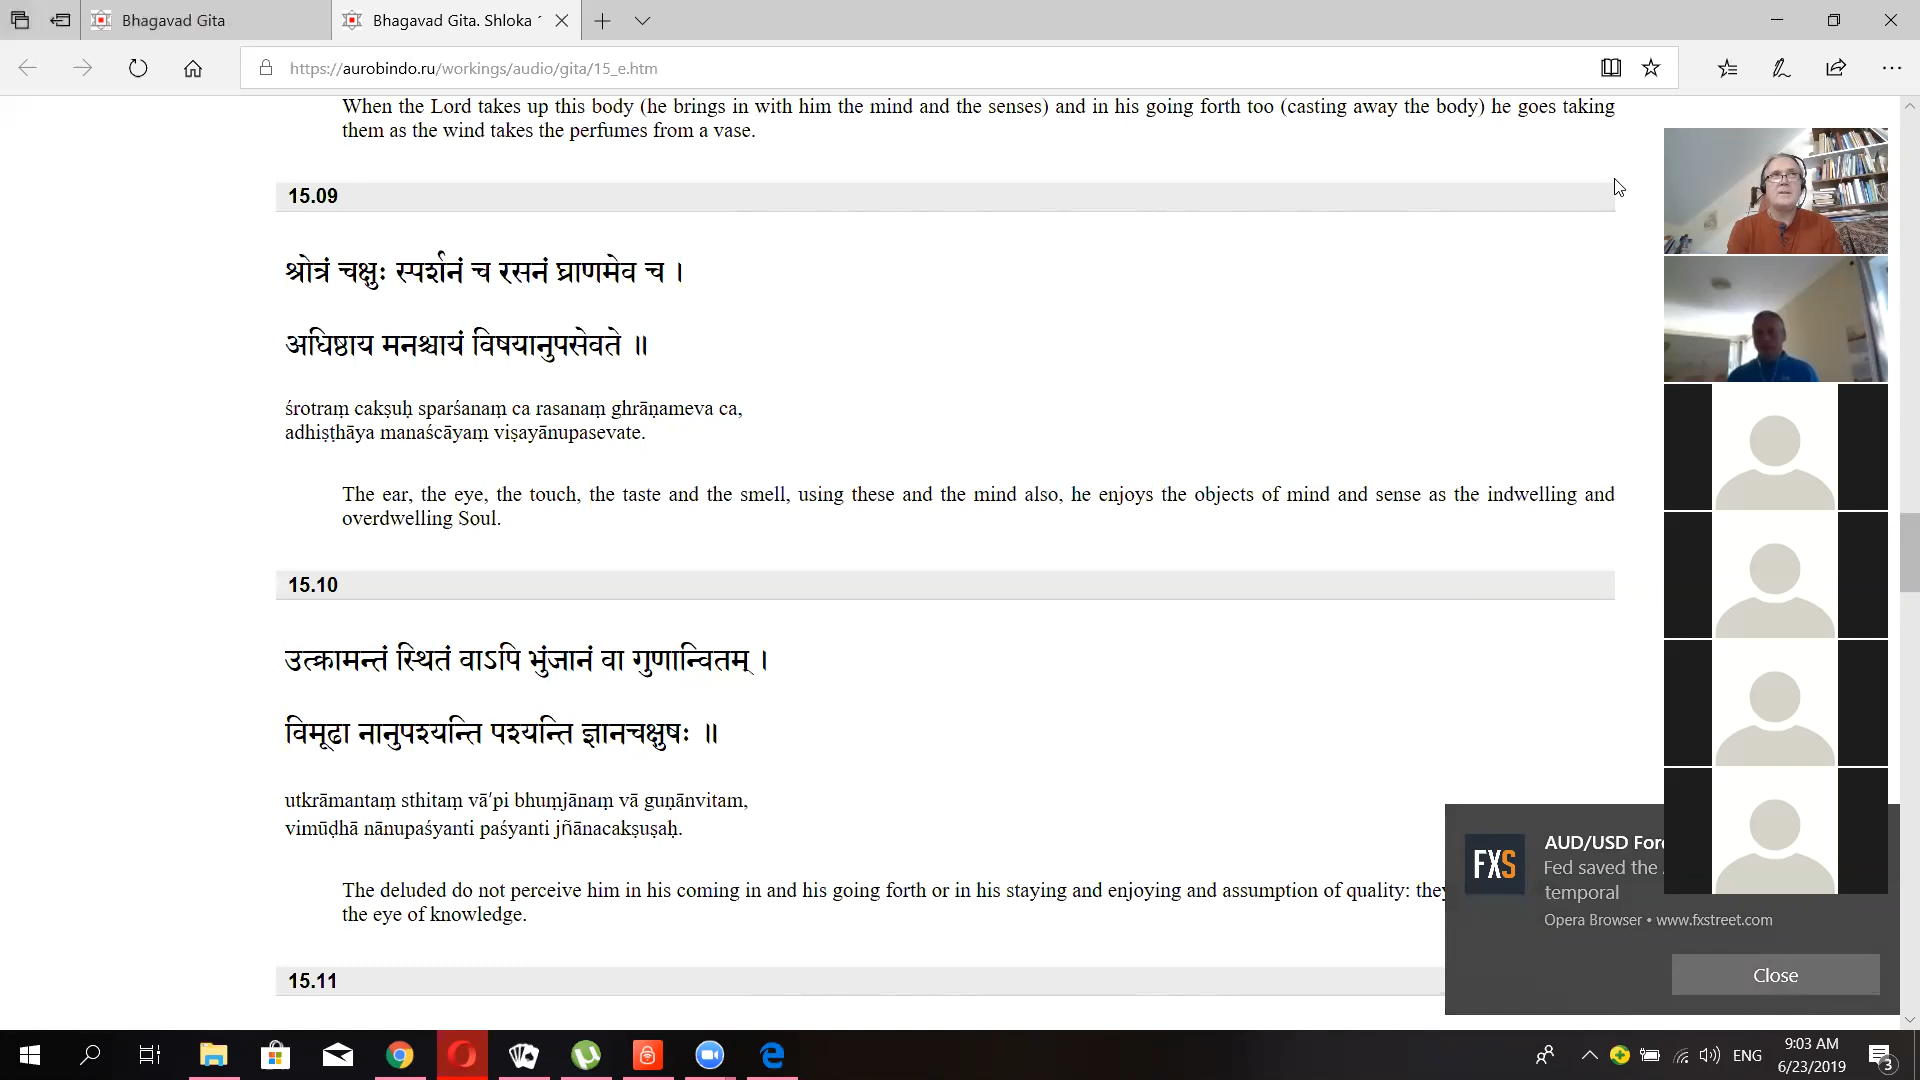 Bhagavad Gita
Bhagavad Gita. Shloka
https://aurobindo.ru/workings/audio/gita/15_e.htm
When the Lord takes up this body (he brings in with him the mind and the senses) and in his going forth too (casting away the body) he goes taking
them as the wind takes the perfumes from a vase.
15.09
श्रोत्रं चक्षुः स्पर्शनं च रसनं घ्राणमेव च ।
अधिष्ठाय मनश्चायं विषयानुपसेवते ॥
śrotraṃ cakṣuḥ sparśanaṃ ca rasanaṃ ghrāṇameva ca,
adhiṣṭhāya manaścāyaṃ viṣayānupasevate.
The ear, the eye, the touch, the taste and the smell, using these and the mind also, he enjoys the objects of mind and sense as the indwelling and
overdwelling Soul.
15.10
उत्क्रामन्तं स्थितं वाऽपि भुंजानं वा गुणान्वितम् ।
विमूढा नानुपश्यन्ति पश्यन्ति ज्ञानचक्षुषः ॥
utkrāmantaṃ sthitaṃ vā’pi bhuṃjānaṃ vā guṇānvitam,
vimūḍhā nānupaśyanti paśyanti jñānacakṣuṣaḥ.
The deluded do not perceive him in his coming in and his going forth or in his staying and enjoying and assumption of quality: they
the eye of knowledge.
15.11
FXS
AUD/USD Fore
Fed saved the
temporal
Opera Browser • www.fxstreet.com
Close
ENG
9:03 AM
6/23/2019
3